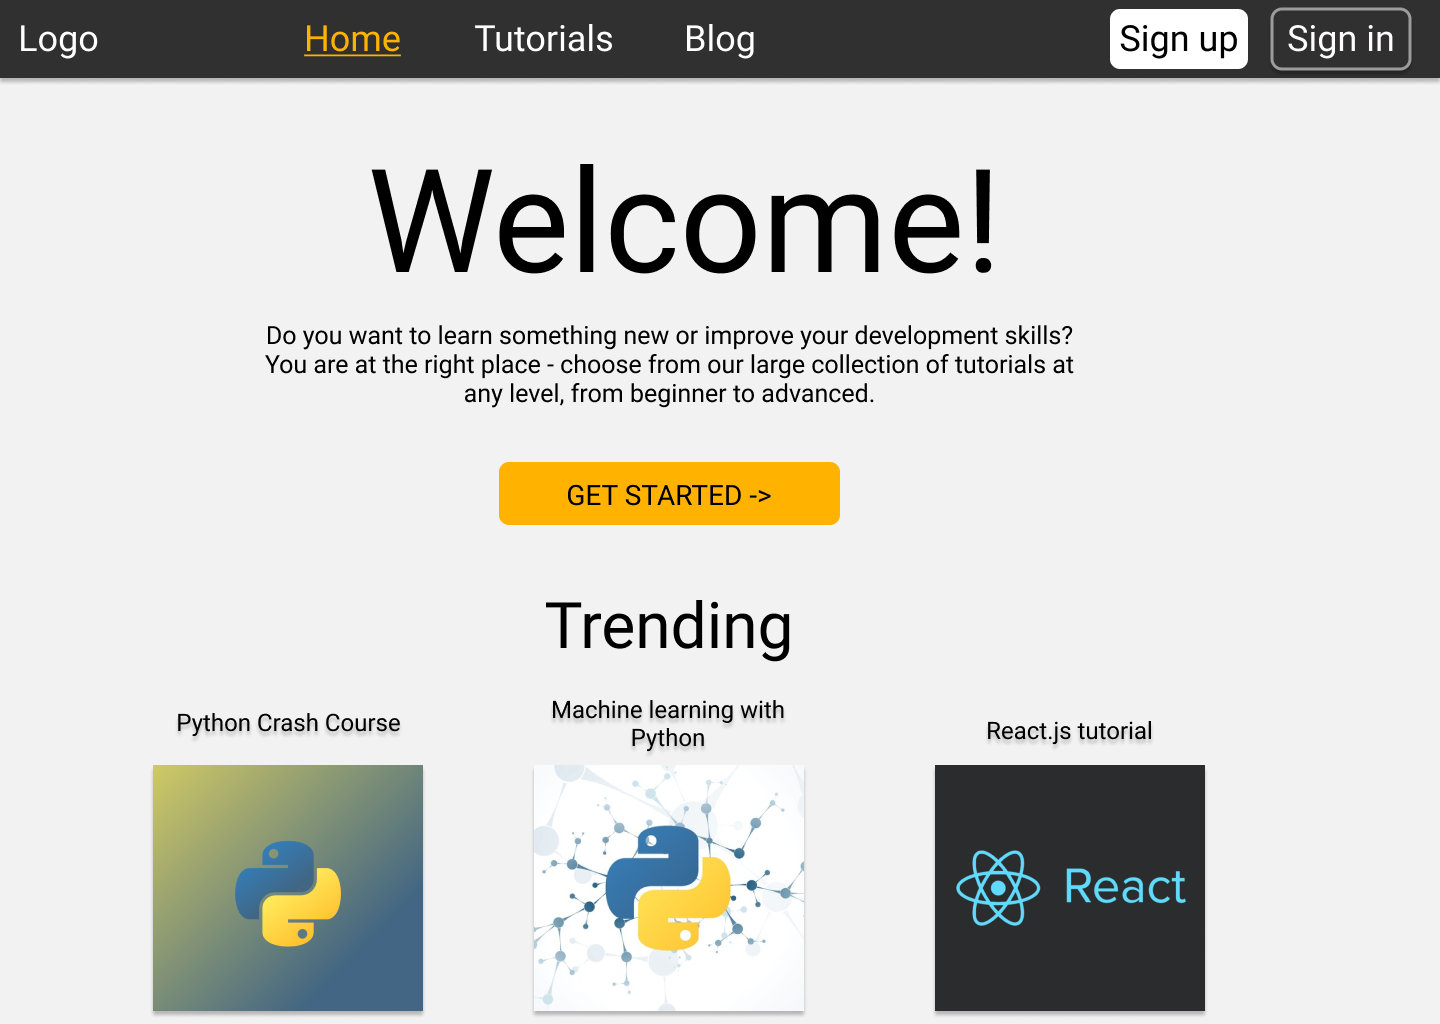 Logo
Home
Tutorials
Blog
Sign up
Sign in
Welcome!
Do you want to learn something new or improve your development skills?
You are at the right place - choose from our large collection of tutorials at
any level, from beginner to advanced.
GET STARTED ->
Trending
Python Crash Course
Machine learning with
Python
React.js tutorial
React